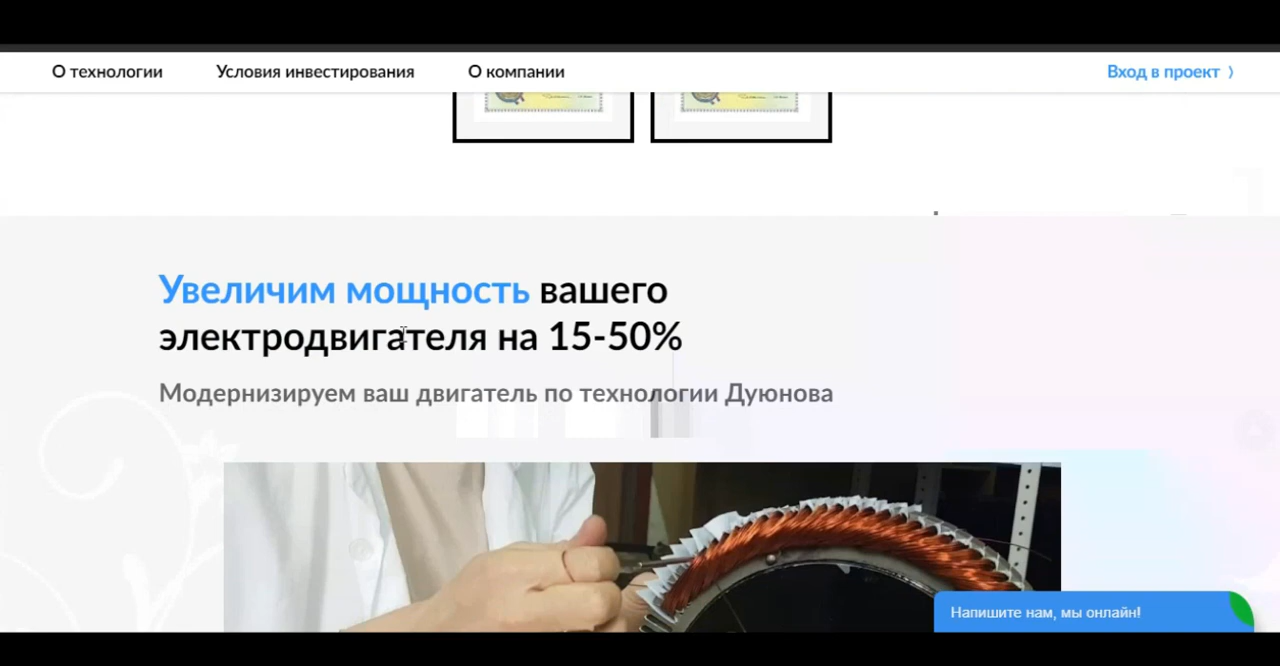 О технологии Условия инвестирования О компании Вход в проект 〉
Увеличим мощность вашего
электродвигателя на 15-50%
Модернизируем ваш двигатель по технологии Дуюнова
Напишите нам, мы онлайн!